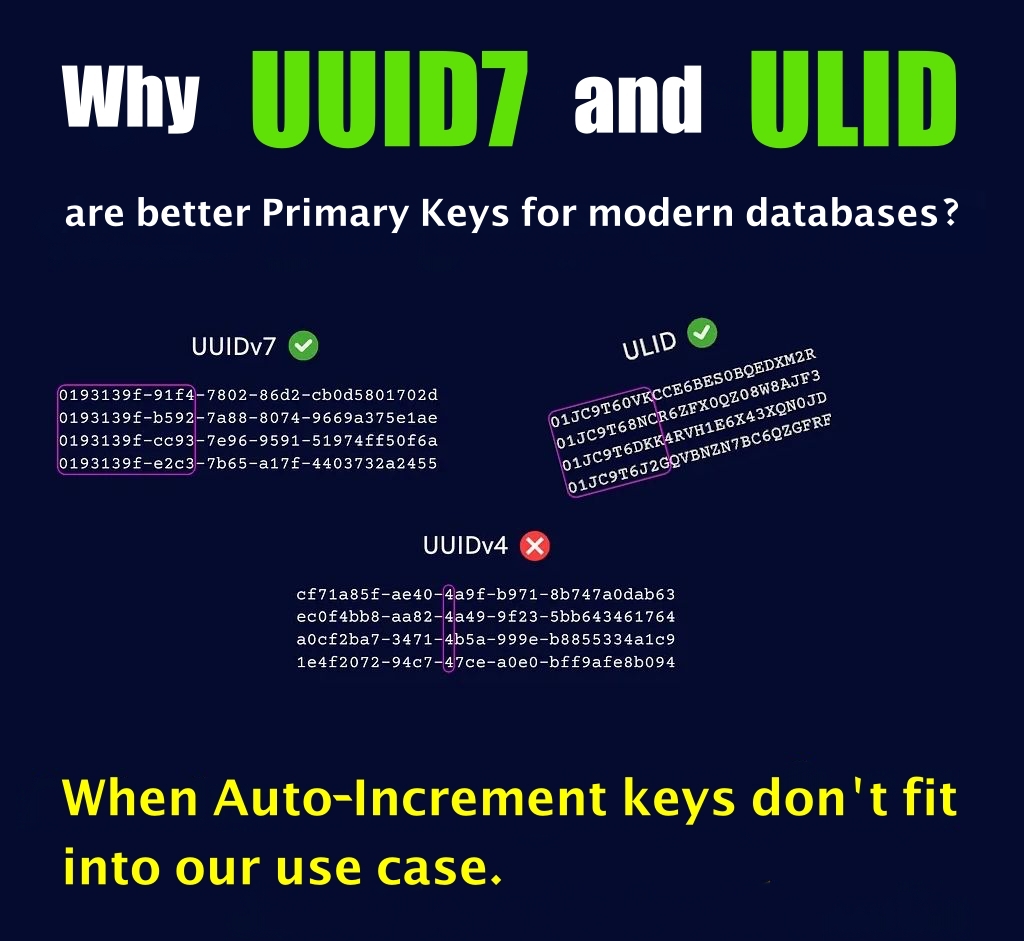 Why UUID7 and ULID
are better Primary Keys for modern databases?
UUIDv7
0193139f-91f4-7802-86d2-cb0d5801702d
0193139f-b592-7a88-8074-9669a375e1ae
0193139f-cc93-7e96-9591-51974ff50f6a
0193139f-e2c3-7b65-a17f-4403732a2455
ULID
01JC9T60VKCCE6BES0BQEDXM2R
01JC9T68NCR6ZFX0QZ08W8AJF3
01JC9T6DKK4RVH1E6X43XQN0JD
01JC9T6J2GQVBNZN7BC6QZGFRF
UUIDv4
cf71a85f-ae40-4a9f-b971-8b747a0dab63
ec0f4bb8-aa82-4a49-9f23-5bb643461764
a0cf2ba7-3471-4b5a-999e-b8855334a1c9
1e4f2072-94c7-47ce-a0e0-bff9afe8b094
When Auto-Increment keys don't fit
into our use case.